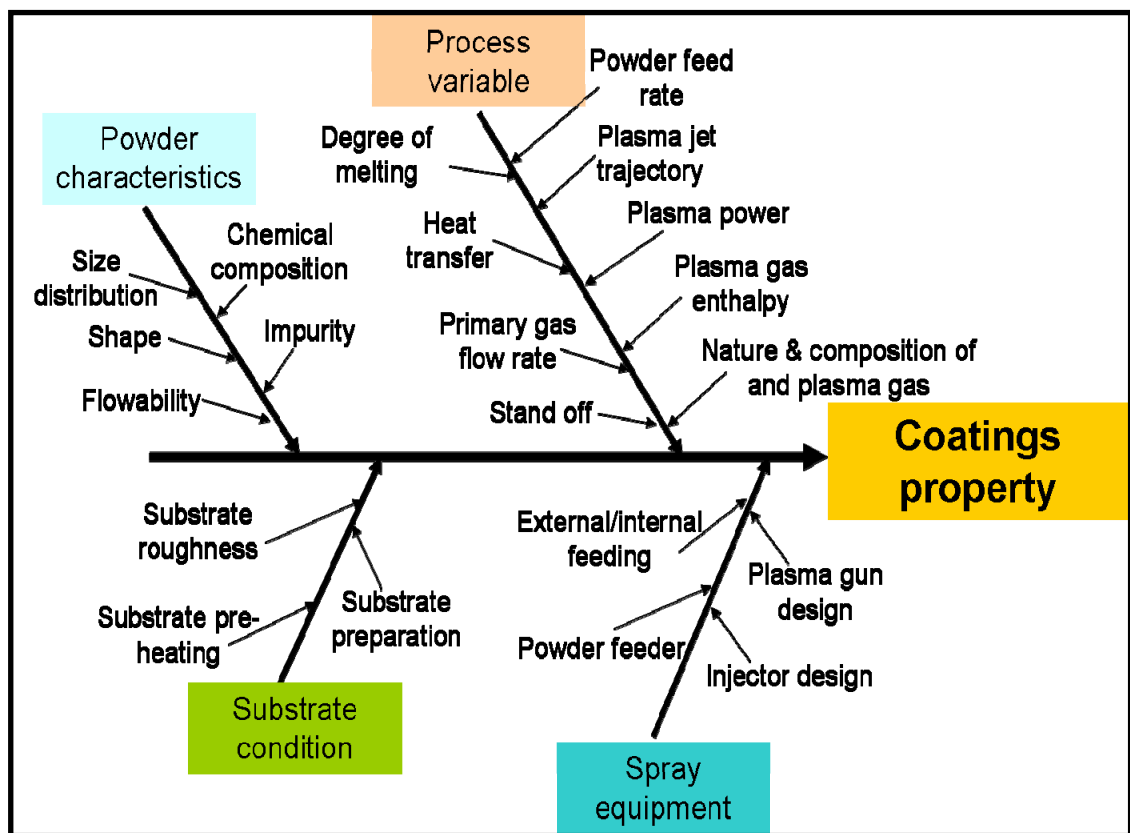 Process
variable
Powder feed
rate
Powder
characteristics
Degree of
melting
Plasma jet
trajectory
Chemical
composition
Size
distribution
Heat
transfer
Plasma power
Shape
Impurity
Plasma gas
enthalpy
Primary gas
flow rate
Flowability
Nature & composition of
and plasma gas
Stand off
Coatings
property
Substrate
roughness
External/internal
feeding
Plasma gun
design
Substrate pre-
heating
Substrate
preparation
Powder feeder
Injector design
Substrate
condition
Spray
equipment